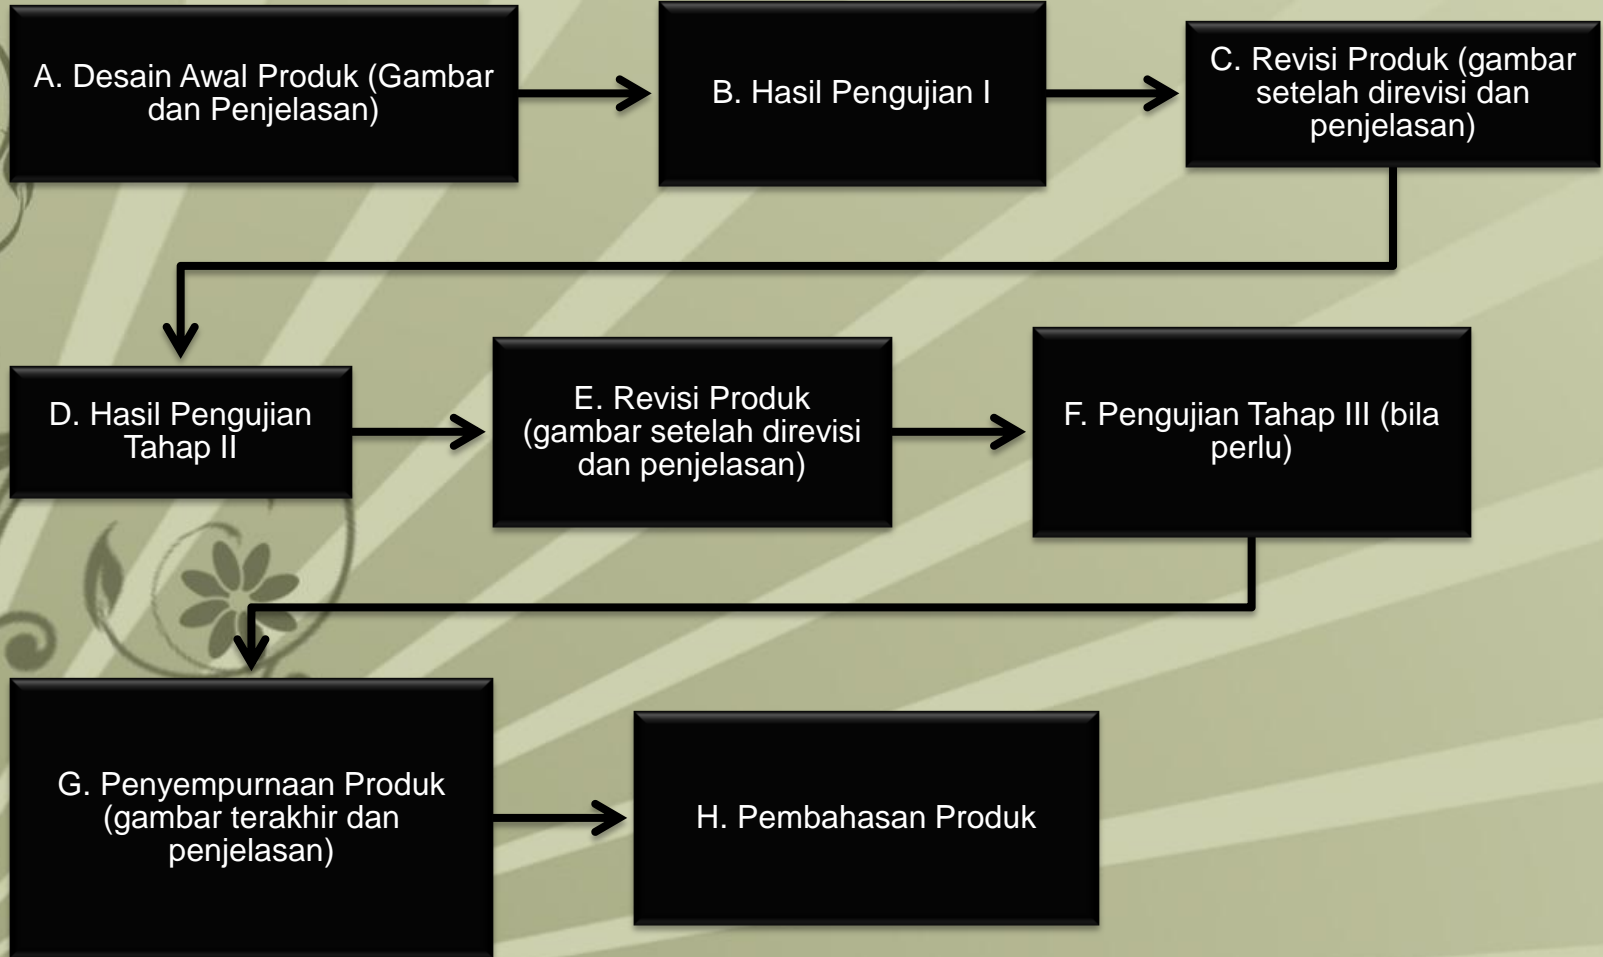 A. Desain Awal Produk (Gambar
dan Penjelasan)
B. Hasil Pengujian I
C. Revisi Produk (gambar
setelah direvisi dan
penjelasan)
D. Hasil Pengujian
Tahap II
E. Revisi Produk
(gambar setelah direvisi
dan penjelasan)
F. Pengujian Tahap III (bila
perlu)
G. Penyempurnaan Produk
(gambar terakhir dan
penjelasan)
H. Pembahasan Produk